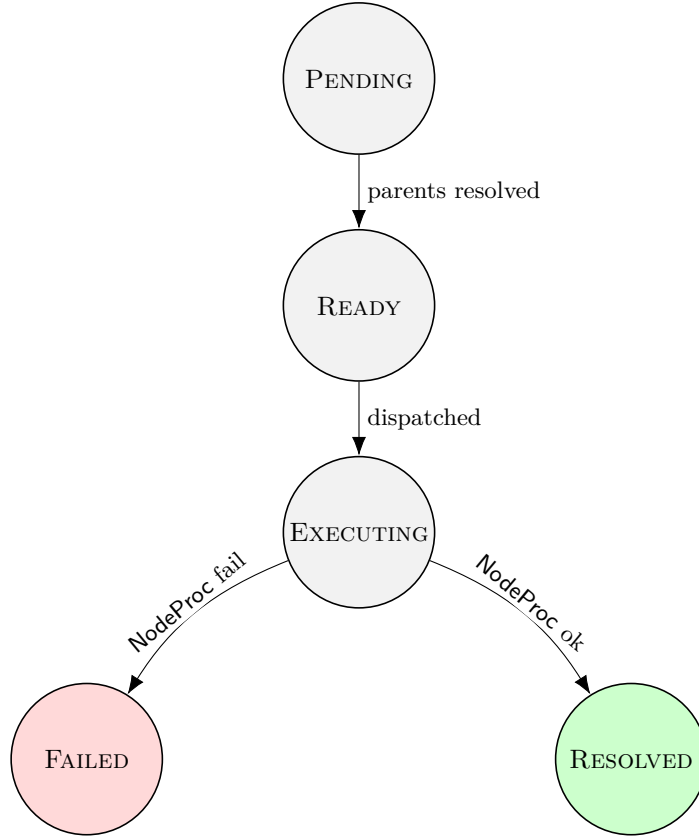 Pending
parents resolved
Ready
dispatched
Executing
NodeProc fail
NodeProc ok
Failed
Resolved